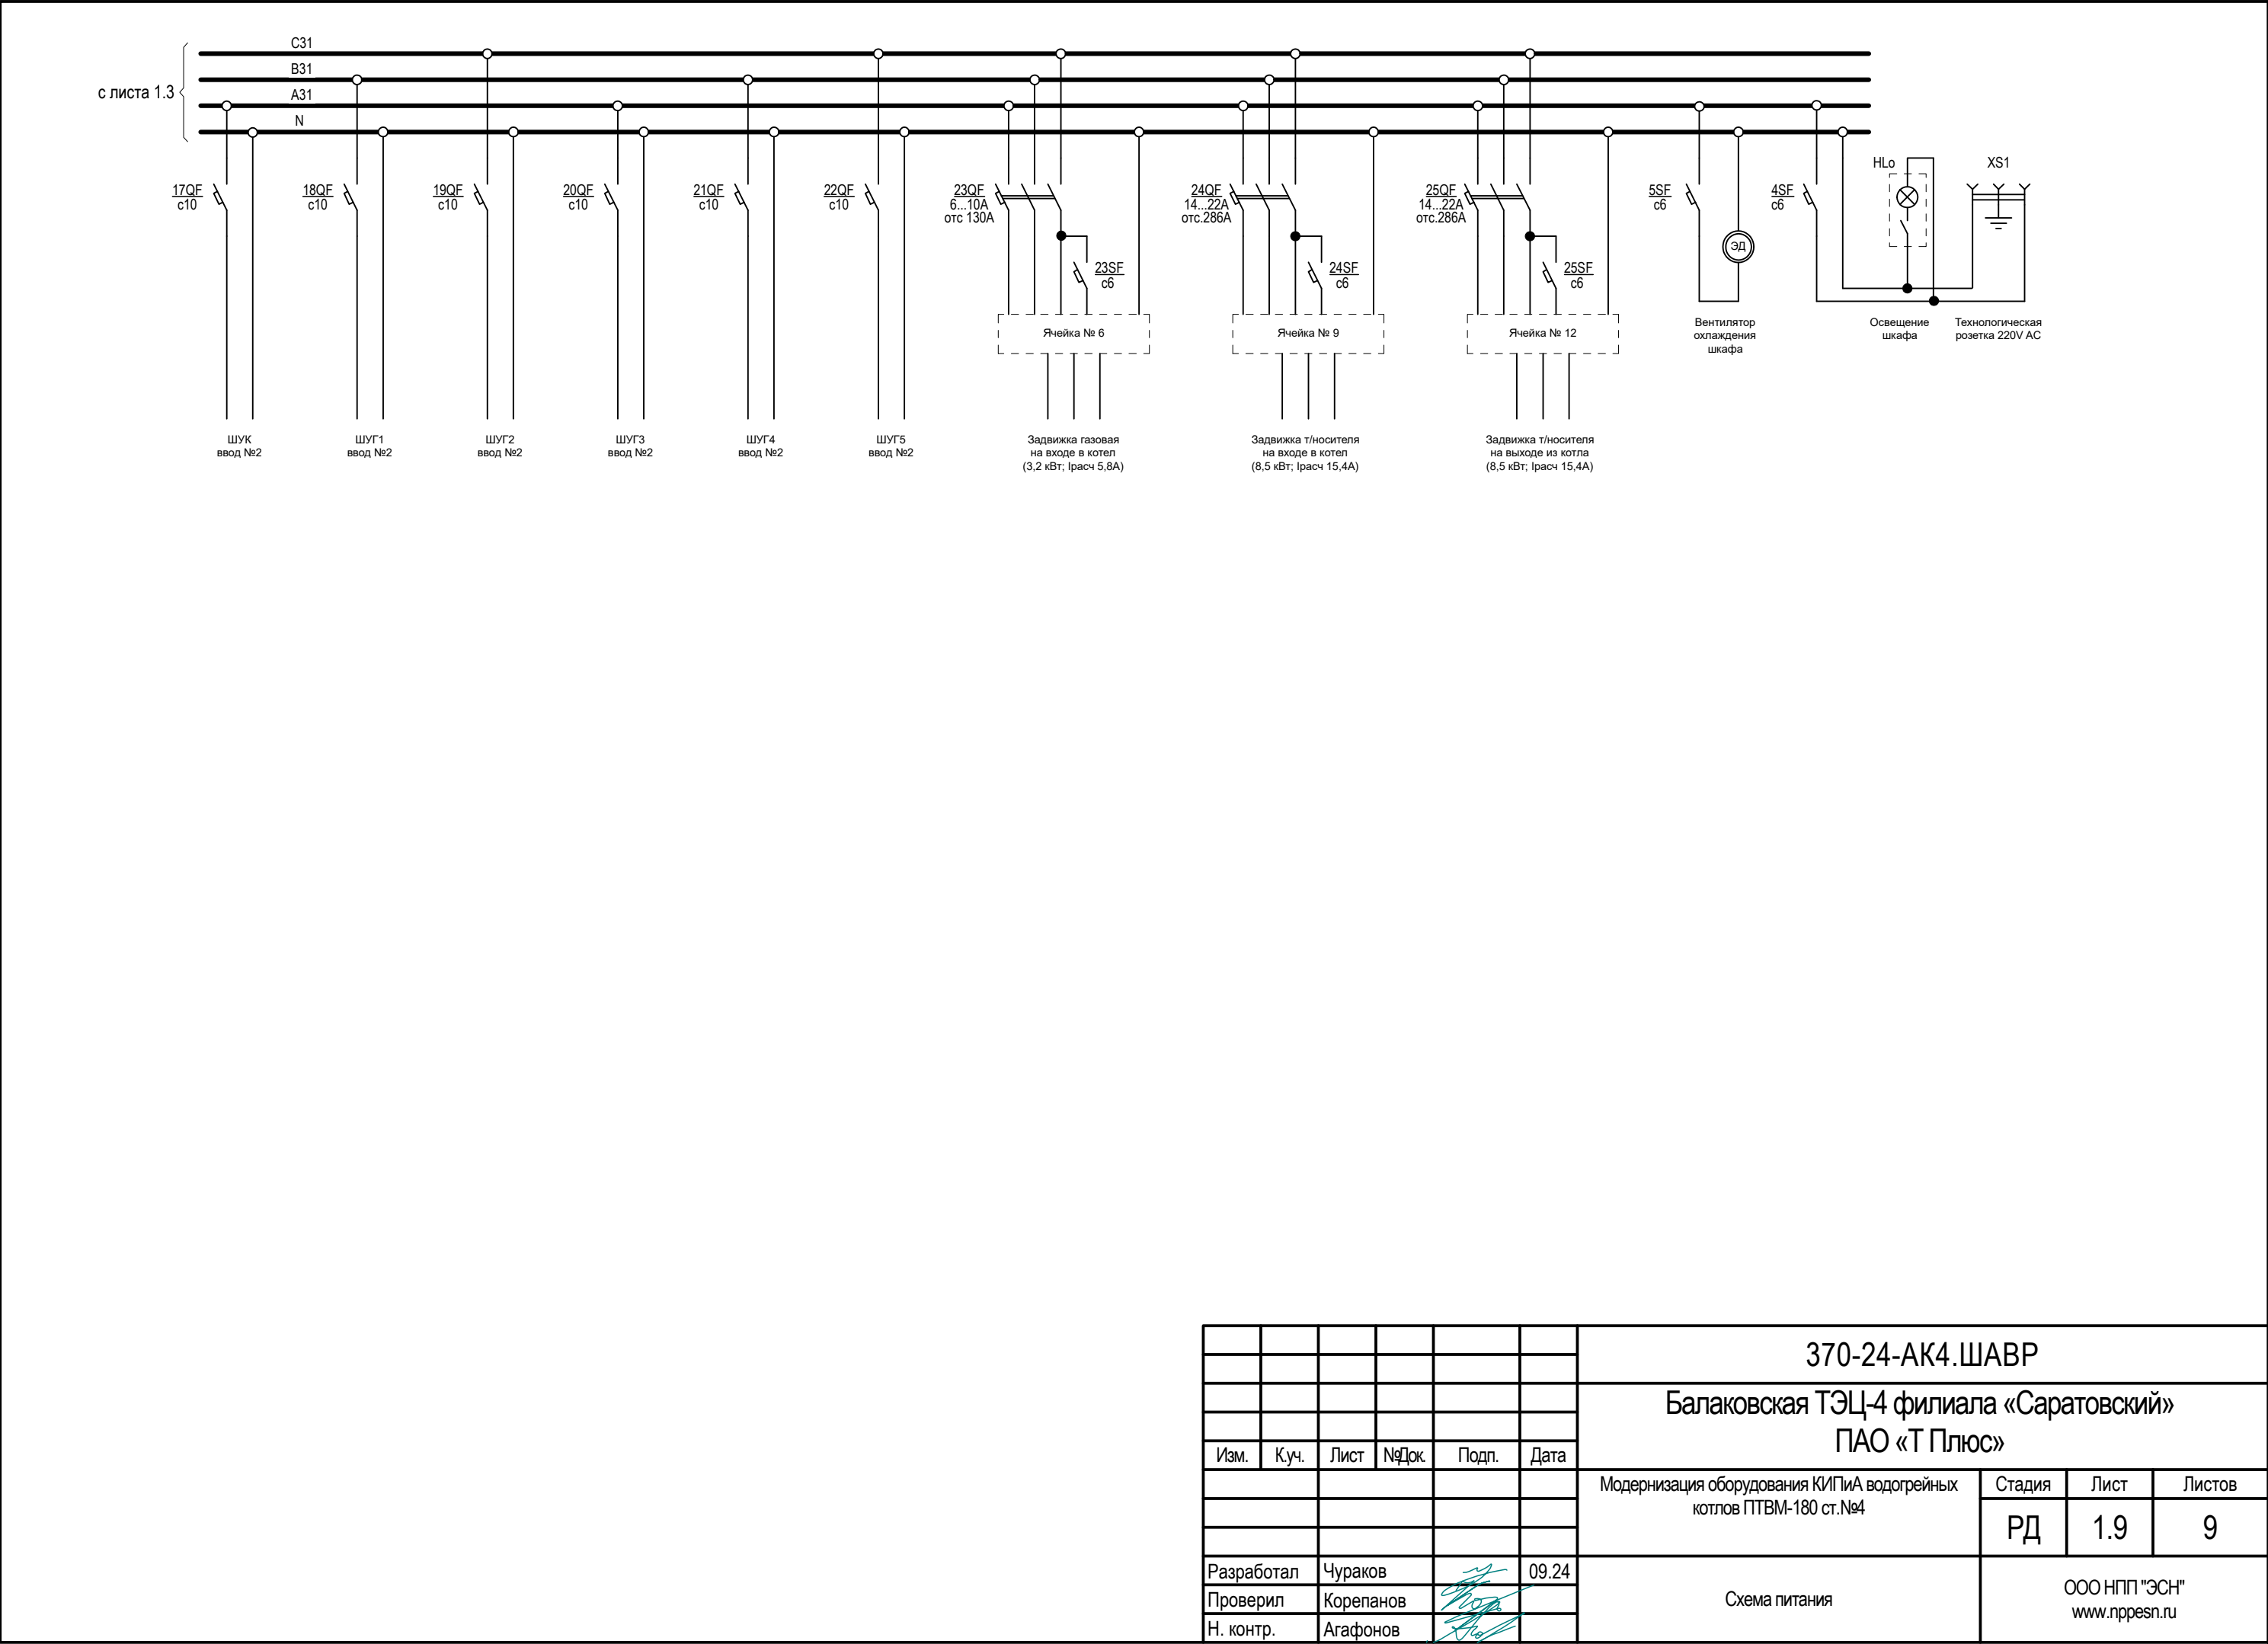 C31
B31
с листа 1.3
A31
N
HLo
XS1
17QF
с10
18QF
с10
19QF
с10
20QF
с10
21QF
с10
22QF
с10
23QF
6...10А
отс 130А
24QF
14...22А
отс.286А
25QF
14...22А
отс.286А
5SF
с6
4SF
с6
ЭД
23SF
с6
24SF
с6
25SF
с6
Ячейка № 6
Ячейка № 9
Ячейка № 12
Вентилятор
охлаждения
шкафа
Освещение
шкафа
Технологическая
розетка 220V AC
ШУК
ввод №2
ШУГ1
ввод №2
ШУГ2
ввод №2
ШУГ3
ввод №2
ШУГ4
ввод №2
ШУГ5
ввод №2
Задвижка газовая
на входе в котел
(3,2 кВт; Iрасч 5,8А)
Задвижка т/носителя
на входе в котел
(8,5 кВт; Iрасч 15,4А)
Задвижка т/носителя
на выходе из котла
(8,5 кВт; Iрасч 15,4А)
370-24-АК4.ШАВР
Балаковская ТЭЦ-4 филиала «Саратовский»
ПАО «Т Плюс»
Изм. К.уч. Лист №Док. Подп. Дата
Модернизация оборудования КИПиА водогрейных
котлов ПТВМ-180 ст.№4
Стадия Лист Листов
РД 1.9 9
Разработал Чураков 09.24
Проверил Корепанов
Н. контр. Агафонов
Схема питания
ООО НПП "ЭСН"
www.nppesn.ru